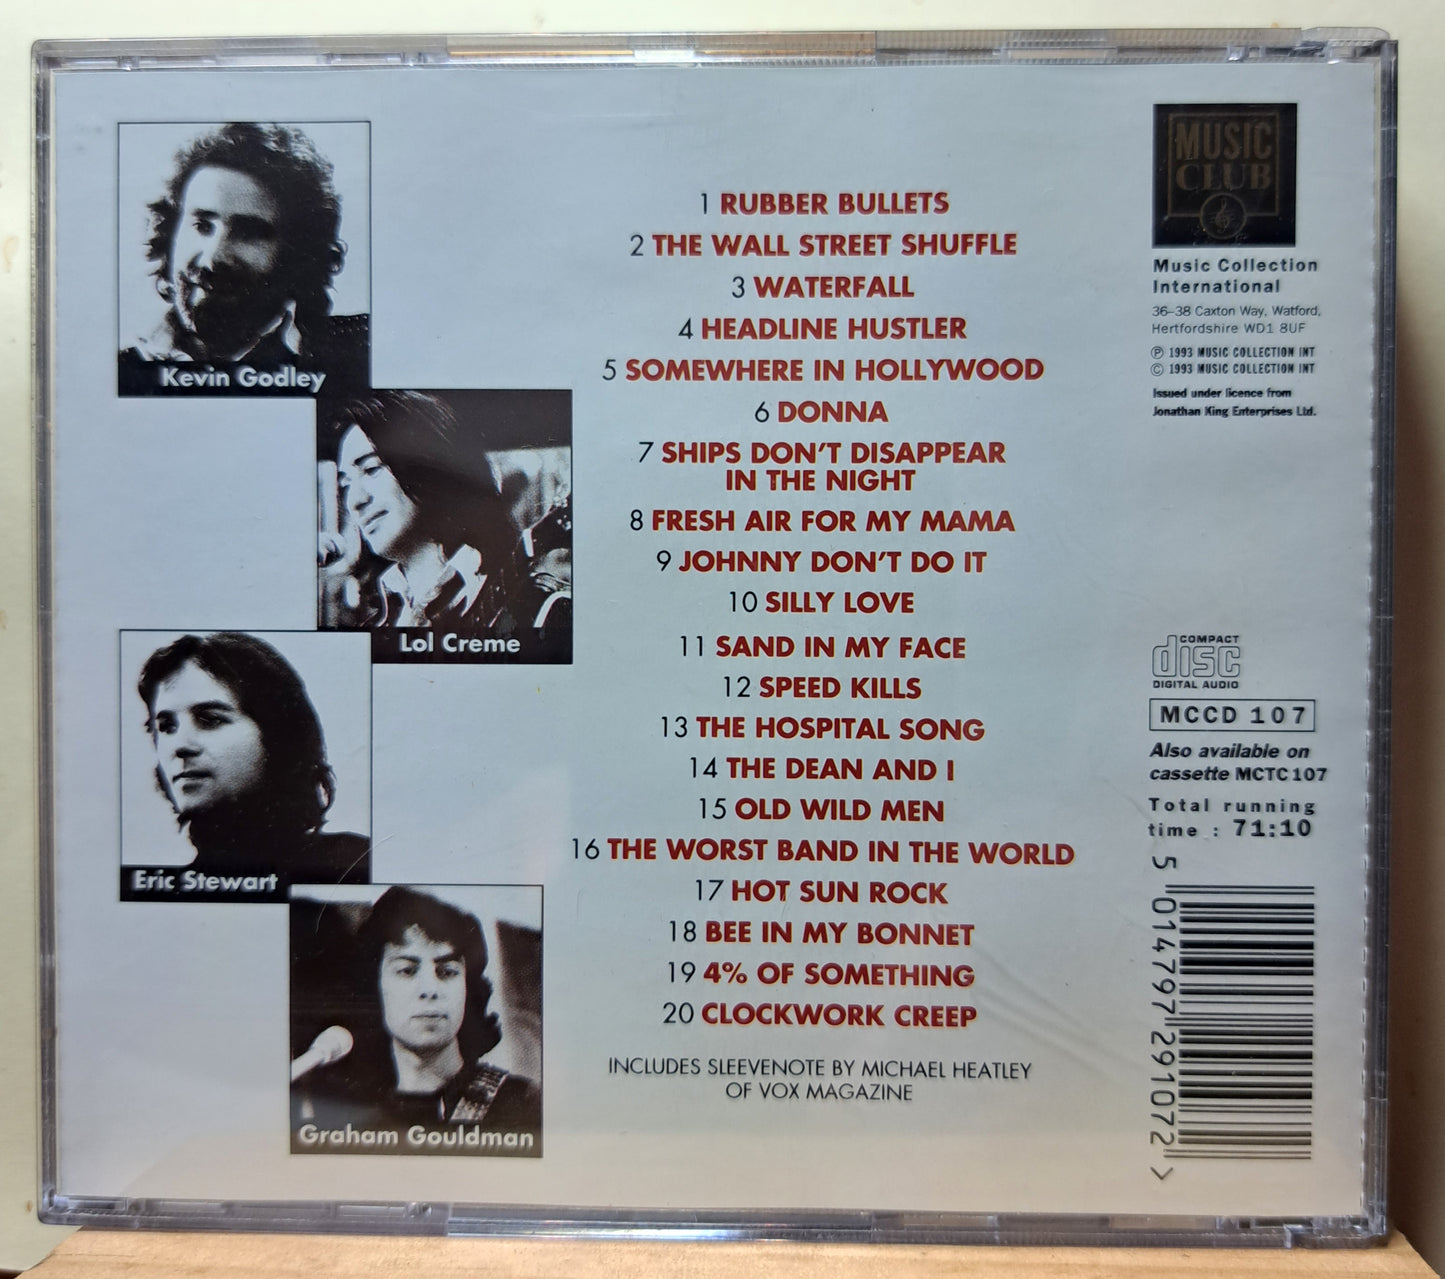 Kevin Godley
Lol Creme
Eric Stewart
Graham Gouldman
1 RUBBER BULLETS
2 THE WALL STREET SHUFFLE
3 WATERFALL
4 HEADLINE HUSTLER
5 SOMEWHERE IN HOLLYWOOD
6 DONNA
7 SHIPS DON'T DISAPPEAR
IN THE NIGHT
8 FRESH AIR FOR MY MAMA
9 JOHNNY DON'T DO IT
10 SILLY LOVE
11 SAND IN MY FACE
12 SPEED KILLS
13 THE HOSPITAL SONG
14 THE DEAN AND I
15 OLD WILD MEN
16 THE WORST BAND IN THE WORLD
17 HOT SUN ROCK
18 BEE IN MY BONNET
19 4% OF SOMETHING
20 CLOCKWORK CREEP
INCLUDES SLEEVENOTE BY MICHAEL HEATLEY
OF VOX MAGAZINE
MUSIC
CLUB
Music Collection
International
36–38 Caxton Way, Watford,
Hertfordshire WD1 8UF
℗ 1993 MUSIC COLLECTION INT
© 1993 MUSIC COLLECTION INT
Issued under licence from
Jonathan King Enterprises Ltd.
COMPACT
disc
DIGITAL AUDIO
MCCD 107
Also available on
cassette MCTC107
Total running
time : 71:10
5 014797 291072 >